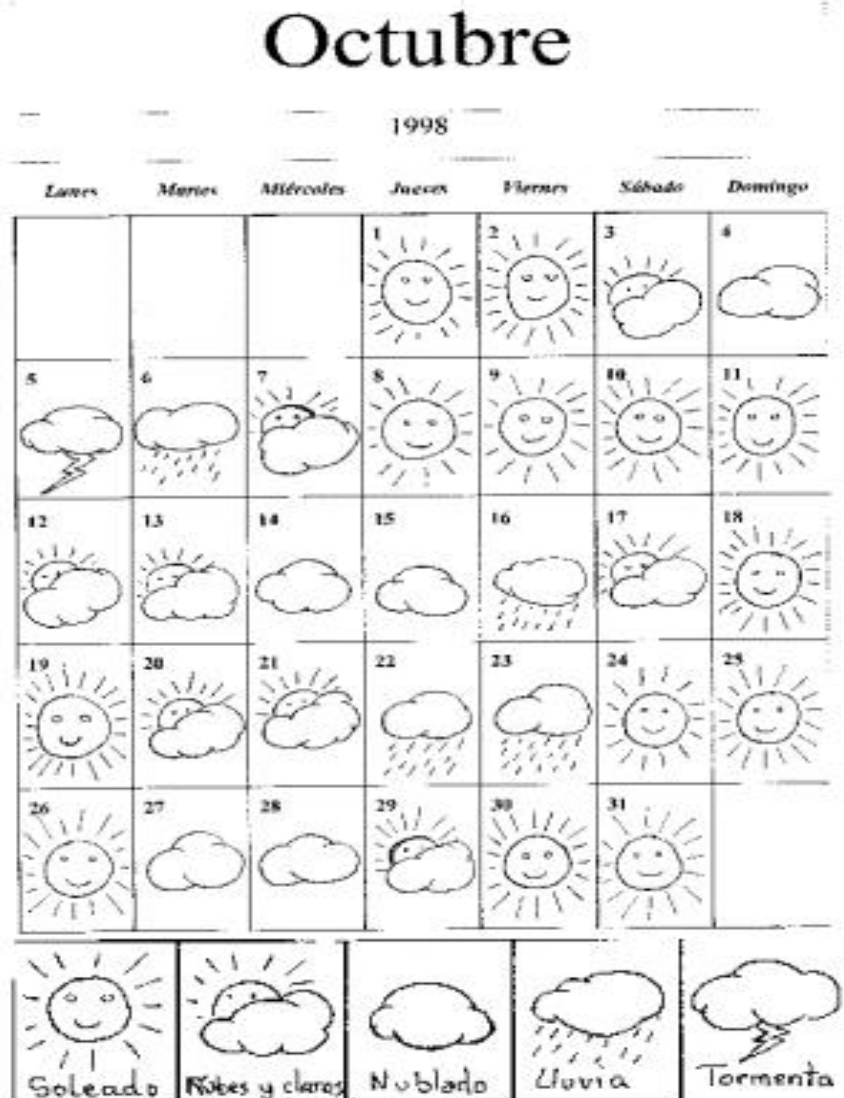 Octubre
1998
Lunes Martes Miércoles Jueves Viernes Sábado Domingo
1 2 3 4
5 6 7 8 9 10 11
12 13 14 15 16 17 18
19 20 21 22 23 24 25
26 27 28 29 30 31
Soleado Nubes y claros Nublado Lluvia Tormenta